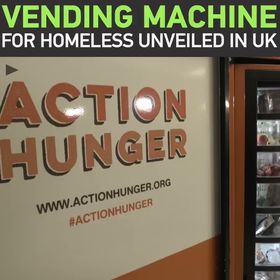 VENDING MACHINE
FOR HOMELESS UNVEILED IN UK
ACTION
HUNGER
WWW.ACTIONHUNGER.ORG
#ACTIONHUNGER